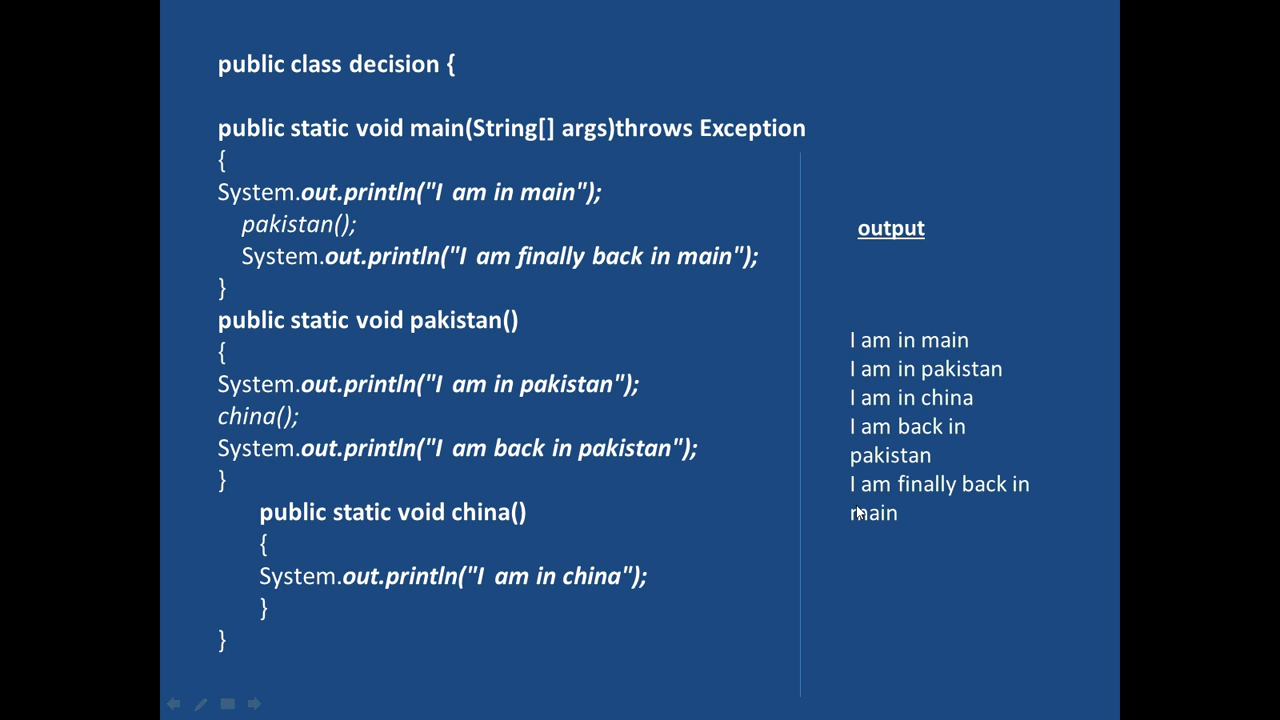 public class decision {
public static void main(String[] args)throws Exception
{
System.out.println("I am in main");
pakistan();
System.out.println("I am finally back in main");
}
public static void pakistan()
{
System.out.println("I am in pakistan");
china();
System.out.println("I am back in pakistan");
}
public static void china()
{
System.out.println("I am in china");
}
}
output
I am in main
I am in pakistan
I am in china
I am back in
pakistan
I am finally back in
main